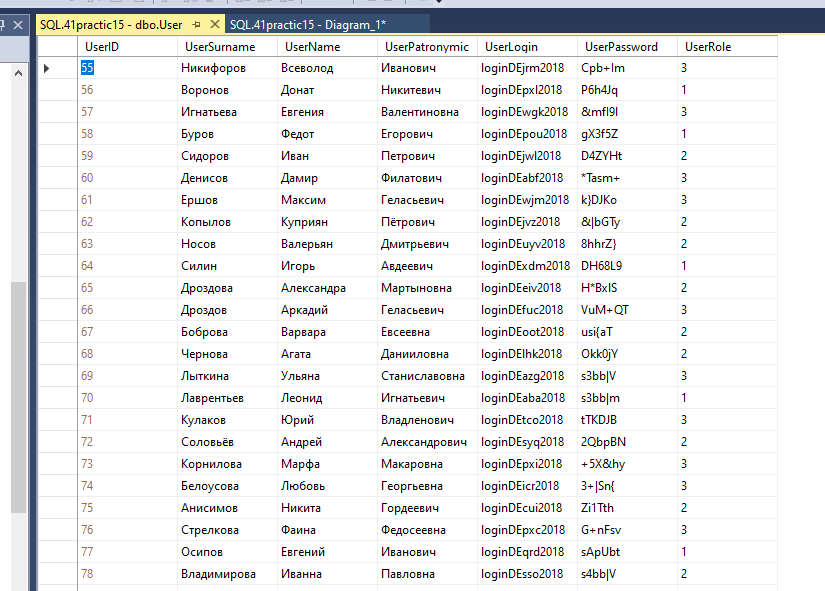 SQL.41practic15 - dbo.User SQL.41practic15 - Diagram_1*
UserID UserSurname UserName UserPatronymic UserLogin UserPassword UserRole
55 Никифоров Всеволод Иванович loginDEjrm2018 Cpb+lm 3
56 Воронов Донат Никитевич loginDEpxl2018 P6h4Jq 1
57 Игнатьева Евгения Валентиновна loginDEwgk2018 &mfI9l 3
58 Буров Федот Егорович loginDEpou2018 gX3f5Z 1
59 Сидоров Иван Петрович loginDEjwl2018 D4ZYHt 2
60 Денисов Дамир Филатович loginDEabf2018 *Tasm+ 3
61 Ершов Максим Геласьевич loginDEwjm2018 k}DJKo 3
62 Копылов Куприян Пётрович loginDEjvz2018 &|bGTy 2
63 Носов Валерьян Дмитрьевич loginDEuyv2018 8hhrZ} 2
64 Силин Игорь Авдеевич loginDExdm2018 DH68L9 1
65 Дроздова Александра Мартыновна loginDEeiv2018 H*BxlS 2
66 Дроздов Аркадий Геласьевич loginDEfuc2018 VuM+QT 3
67 Боброва Варвара Евсеевна loginDEoot2018 usi{aT 2
68 Чернова Агата Данииловна loginDElhk2018 Okk0jY 2
69 Лыткина Ульяна Станиславовна loginDEazg2018 s3bb|V 3
70 Лаврентьев Леонид Игнатьевич loginDEaba2018 s3bb|m 1
71 Кулаков Юрий Владленович loginDEtco2018 tTKDJB 3
72 Соловьёв Андрей Александрович loginDEsyq2018 2QbpBN 2
73 Корнилова Марфа Макаровна loginDEpxi2018 +5X&hy 3
74 Белоусова Любовь Георгьевна loginDEicr2018 3+|Sn{ 3
75 Анисимов Никита Гордеевич loginDEcui2018 Zi1Tth 2
76 Стрелкова Фаина Федосеевна loginDEpxc2018 G+nFsv 3
77 Осипов Евгений Иванович loginDEqrd2018 sApUbt 1
78 Владимирова Иванна Павловна loginDEsso2018 s4bb|V 2